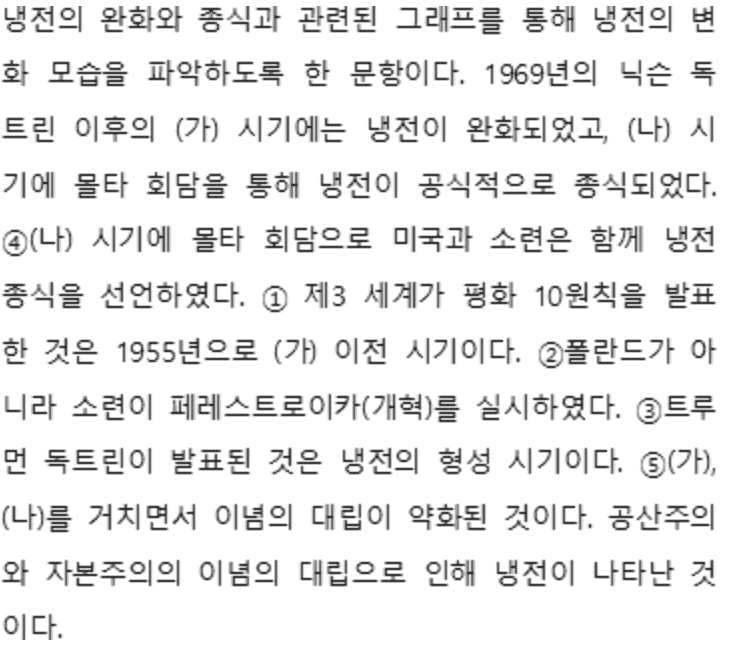 냉전의 완화와 종식과 관련된 그래프를 통해 냉전의 변
화 모습을 파악하도록 한 문항이다. 1969년의 닉슨 독
트린 이후의 (가) 시기에는 냉전이 완화되었고, (나) 시
기에 몰타 회담을 통해 냉전이 공식적으로 종식되었다.
④(나) 시기에 몰타 회담으로 미국과 소련은 함께 냉전
종식을 선언하였다. ① 제3 세계가 평화 10원칙을 발표
한 것은 1955년으로 (가) 이전 시기이다. ②폴란드가 아
니라 소련이 페레스트로이카(개혁)를 실시하였다. ③트루
먼 독트린이 발표된 것은 냉전의 형성 시기이다. ⑤(가),
(나)를 거치면서 이념의 대립이 약화된 것이다. 공산주의
와 자본주의의 이념의 대립으로 인해 냉전이 나타난 것
이다.